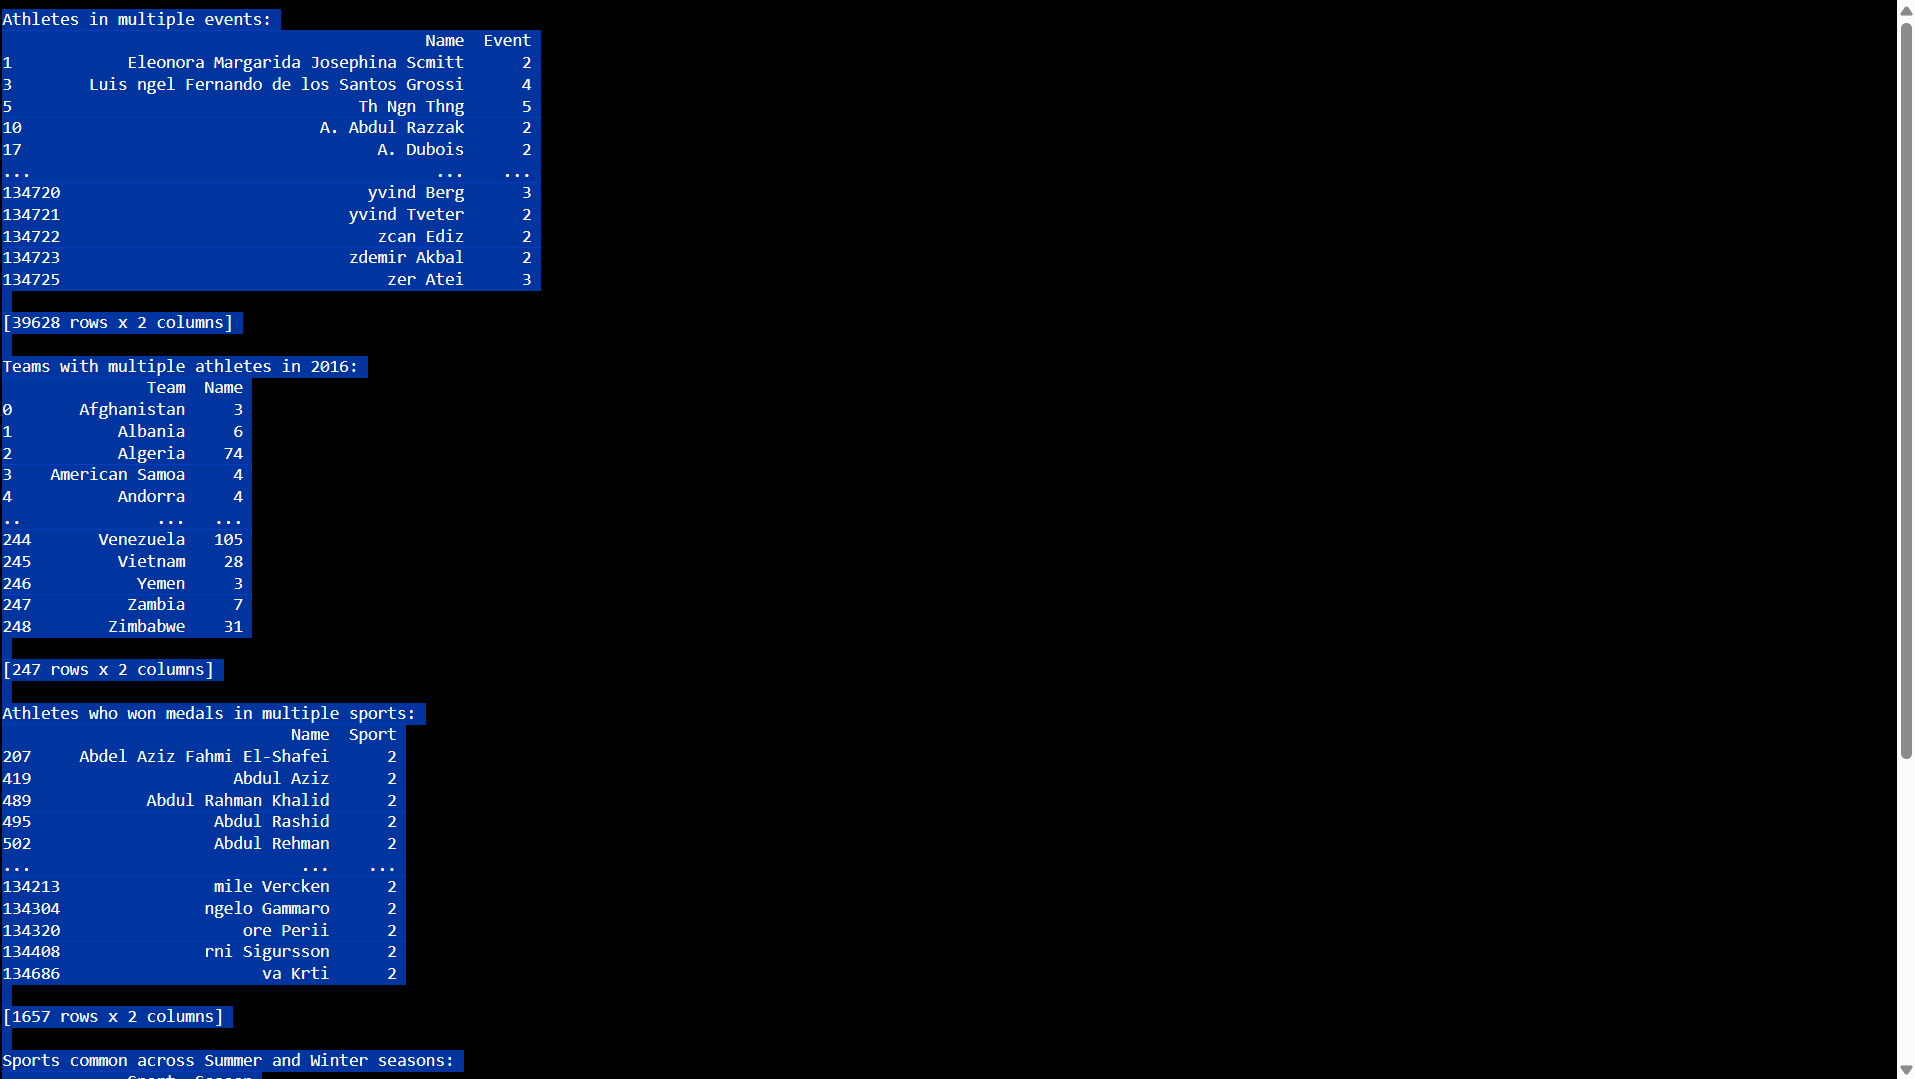 Athletes in multiple events:
Name Event
1 Eleonora Margarida Josephina Scmitt 2
3 Luis ngel Fernando de los Santos Grossi 4
5 Th Ngn Thng 5
10 A. Abdul Razzak 2
17 A. Dubois 2
... ... ...
134720 yvind Berg 3
134721 yvind Tveter 2
134722 zcan Ediz 2
134723 zdemir Akbal 2
134725 zer Atei 3
[39628 rows x 2 columns]
Teams with multiple athletes in 2016:
Team Name
0 Afghanistan 3
1 Albania 6
2 Algeria 74
3 American Samoa 4
4 Andorra 4
.. ... ...
244 Venezuela 105
245 Vietnam 28
246 Yemen 3
247 Zambia 7
248 Zimbabwe 31
[247 rows x 2 columns]
Athletes who won medals in multiple sports:
Name Sport
207 Abdel Aziz Fahmi El-Shafei 2
419 Abdul Aziz 2
489 Abdul Rahman Khalid 2
495 Abdul Rashid 2
502 Abdul Rehman 2
... ... ...
134213 mile Vercken 2
134304 ngelo Gammaro 2
134320 ore Perii 2
134408 rni Sigursson 2
134686 va Krti 2
[1657 rows x 2 columns]
Sports common across Summer and Winter seasons:
Sport Season